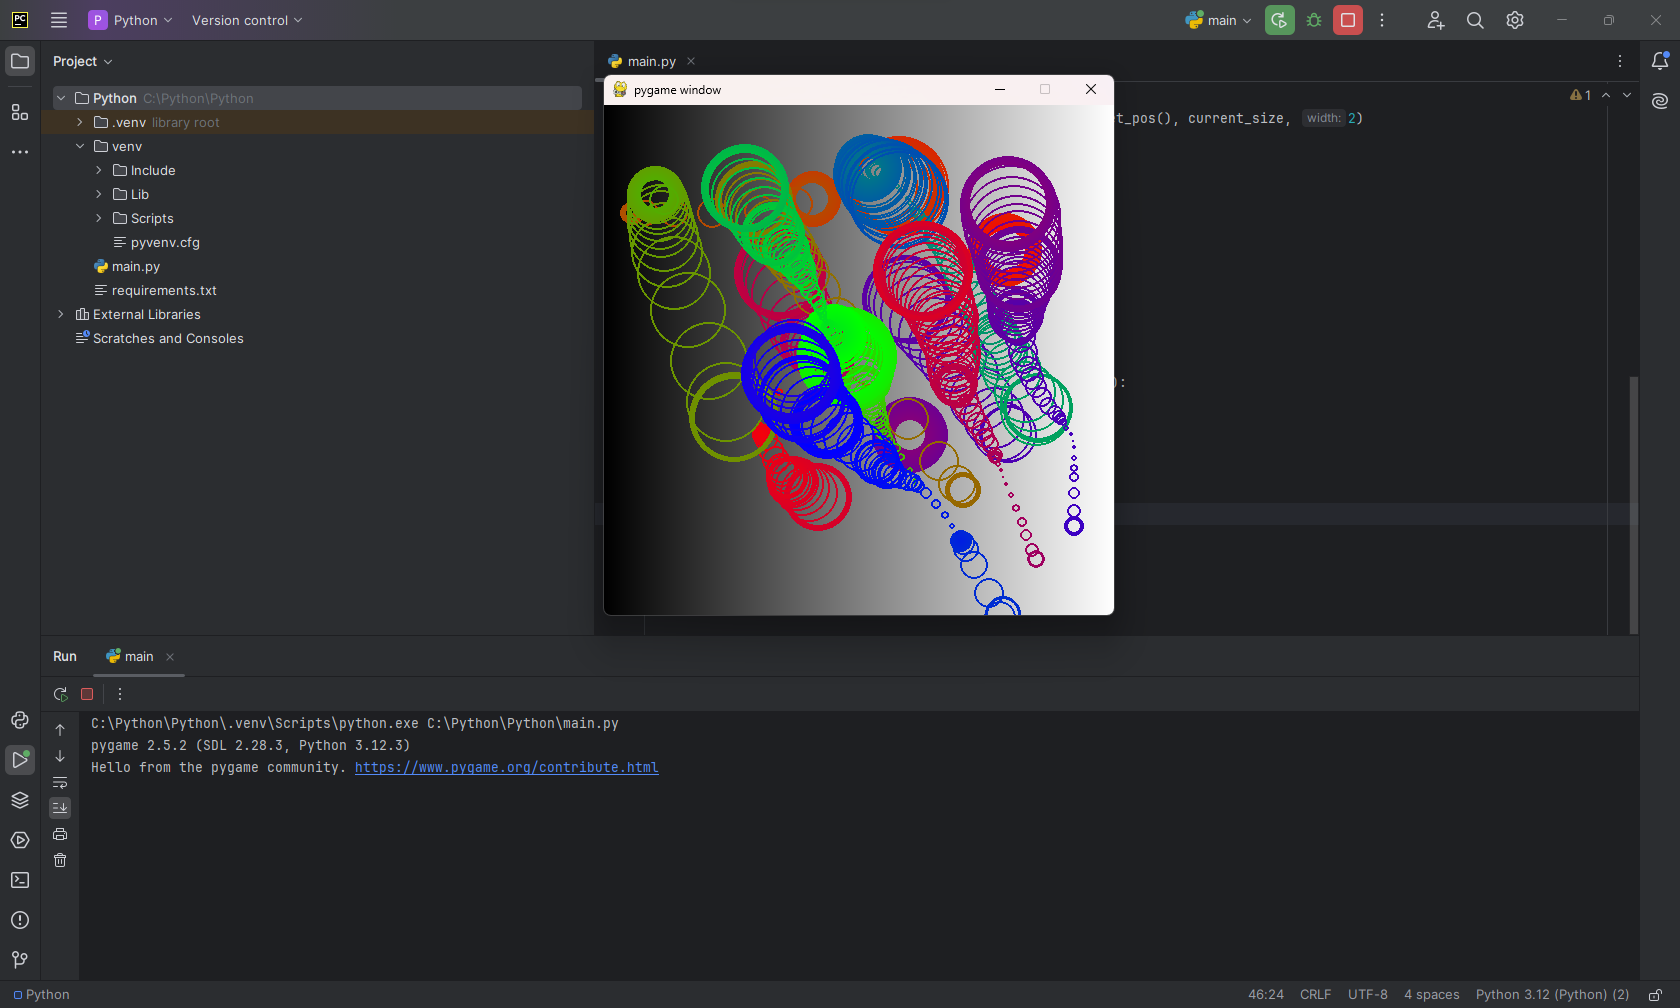 PC
P Python
Version control
main
Project
main.py
pygame window
Python C:\Python\Python
.venv library root
venv
Include
Lib
Scripts
pyvenv.cfg
main.py
requirements.txt
External Libraries
Scratches and Consoles
1
t_pos(), current_size, width: 2)
):
Run
main
C:\Python\Python\.venv\Scripts\python.exe C:\Python\Python\main.py
pygame 2.5.2 (SDL 2.28.3, Python 3.12.3)
Hello from the pygame community. https://www.pygame.org/contribute.html
Python
46:24 CRLF UTF-8 4 spaces Python 3.12 (Python) (2)